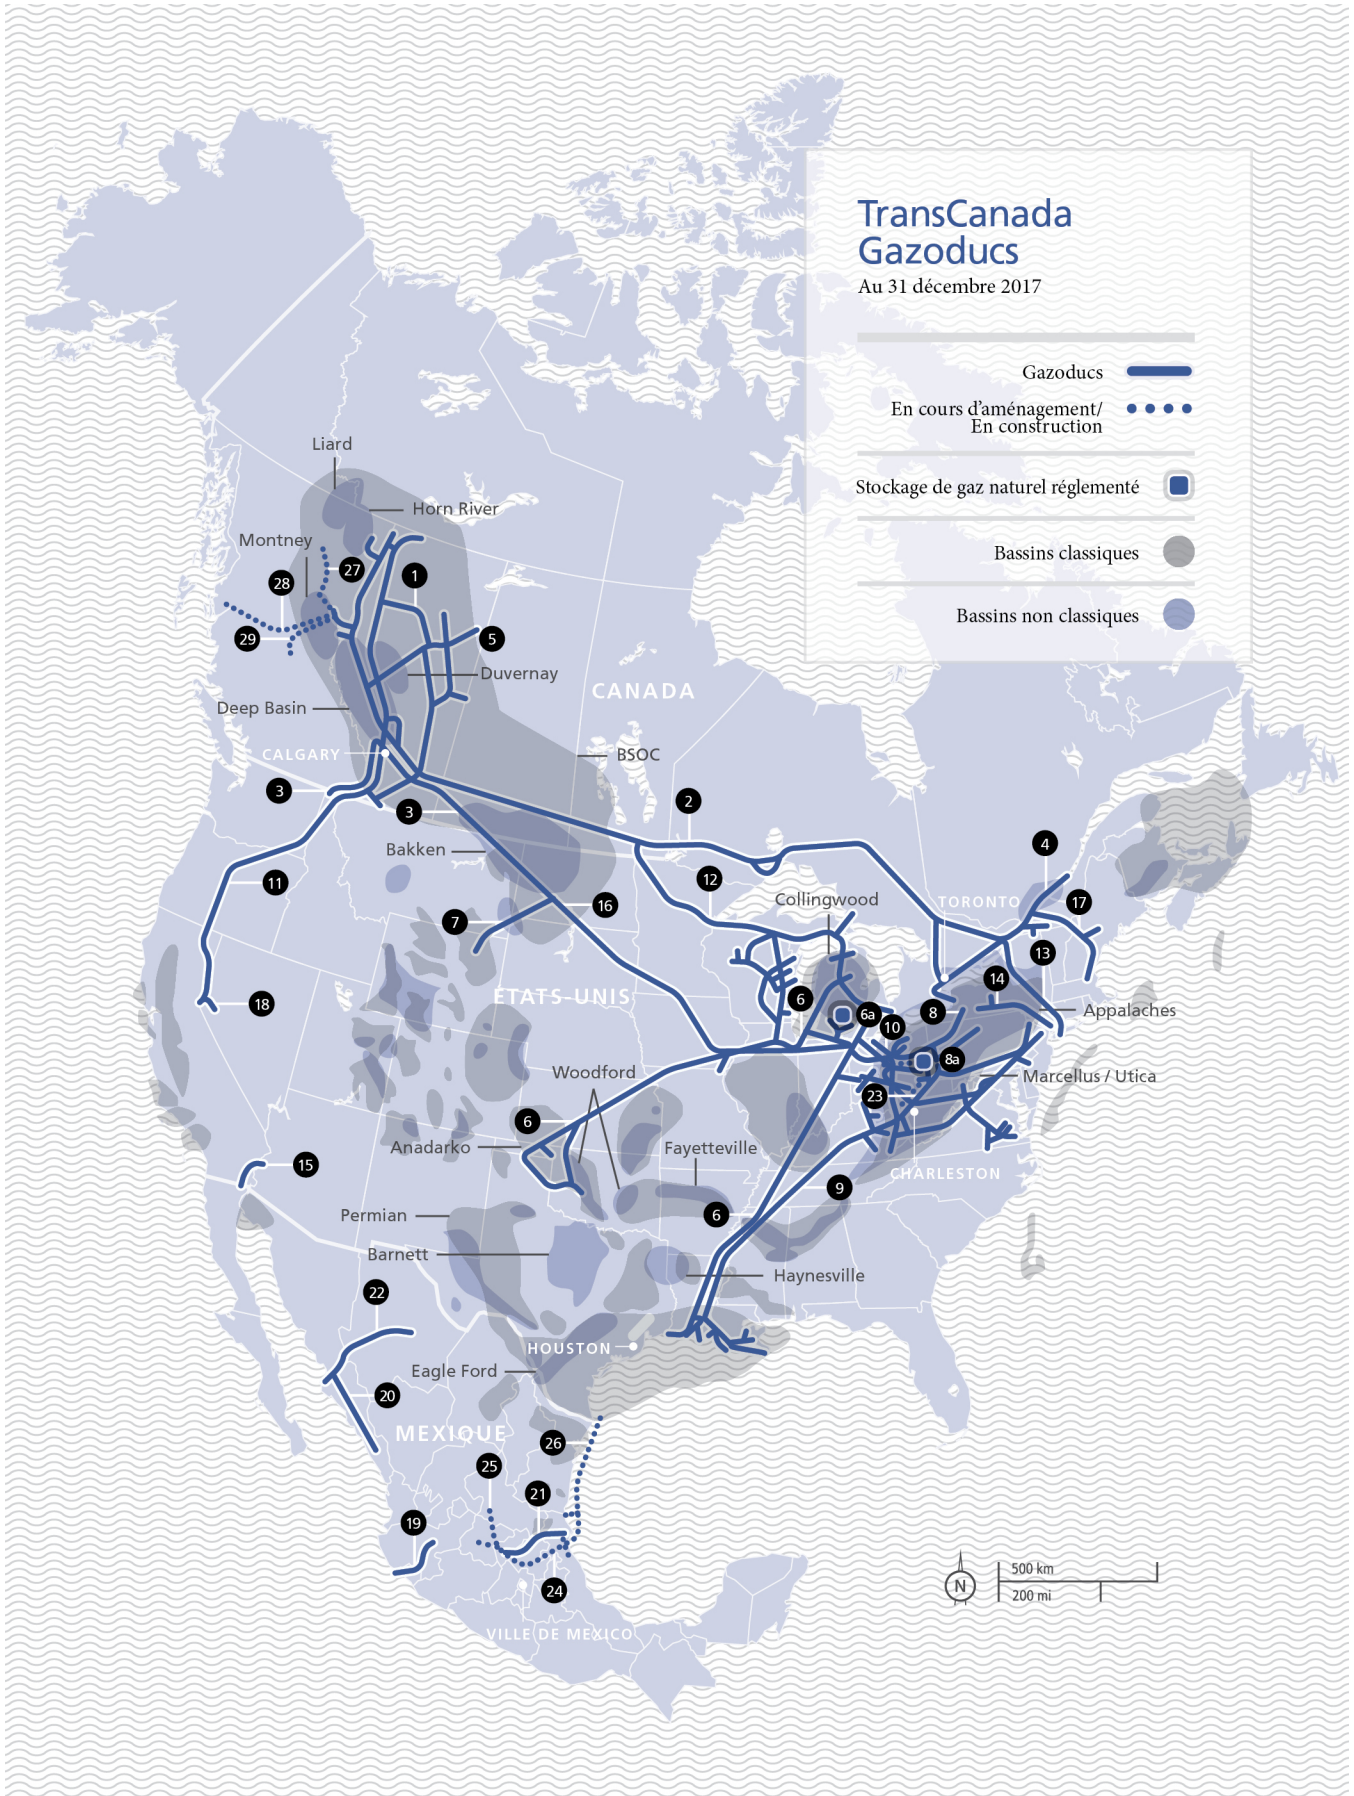 TransCanada
Gazoducs
Au 31 décembre 2017
Gazoducs
En cours d'aménagement/
En construction
Stockage de gaz naturel réglementé
Bassins classiques
Bassins non classiques
Liard
Horn River
Montney
27
1
28
29
5
Duvernay
CANADA
Deep Basin
CALGARY
BSOC
3
2
3
4
Bakken
12
11
Collingwood
TORONTO
17
16
7
13
14
ÉTATS-UNIS
6
18
6a
8
Appalaches
10
8a
Woodford
Marcellus / Utica
23
6
Anadarko
Fayetteville
15
CHARLESTON
9
Permian
6
Barnett
Haynesville
22
HOUSTON
Eagle Ford
20
MEXIQUE
26
25
21
19
500 km
N
200 mi
24
VILLE DE MEXICO